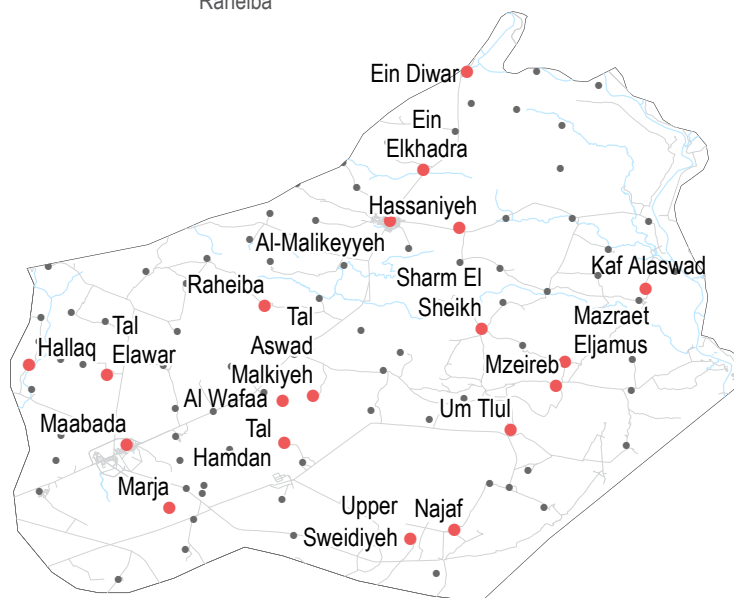 Raheiba
Ein Diwar
Ein
Elkhadra
Hassaniyeh
Al-Malikeyyeh
Kaf Alaswad
Sharm El
Sheikh
Raheiba
Mazraet
Eljamus
Tal
Elawar
Tal
Aswad
Malkiyeh
Hallaq
Mzeireb
Al Wafaa
Um Tlul
Maabada
Tal
Hamdan
Marja
Upper
Sweidiyeh
Najaf